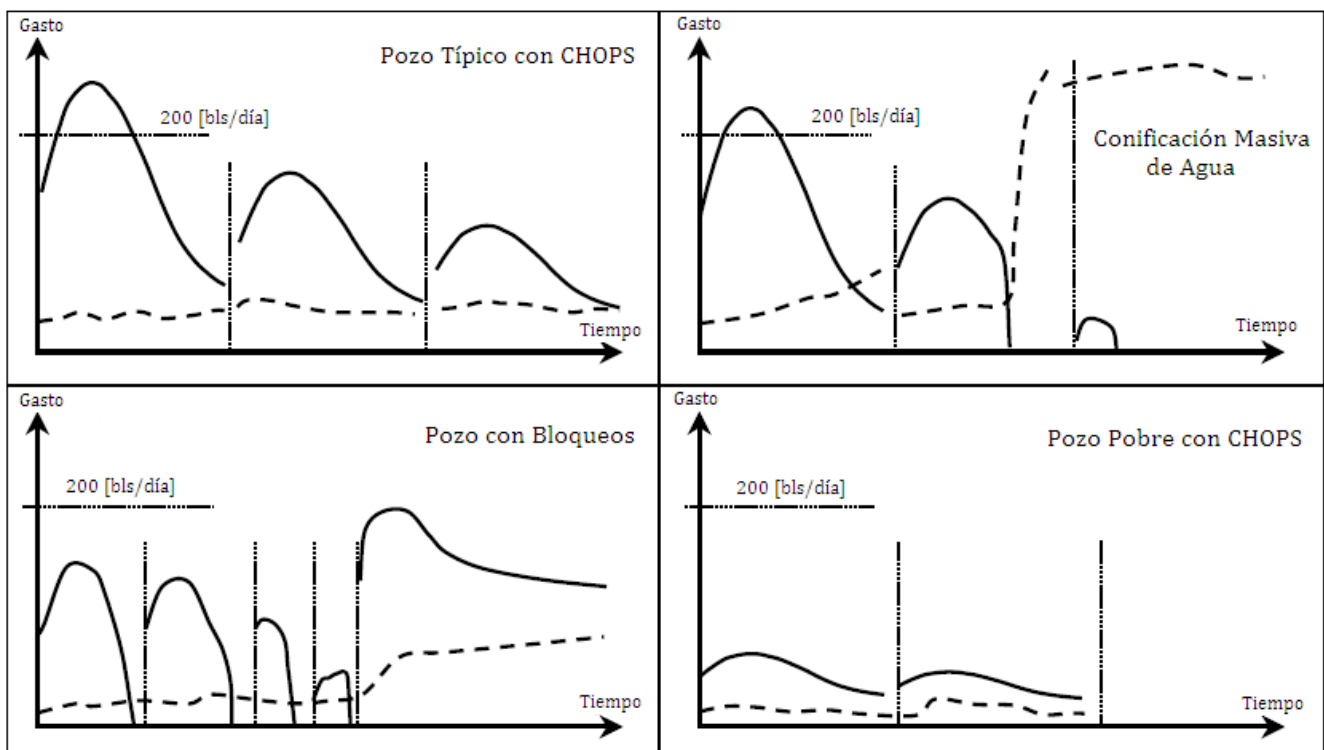 Gasto
Pozo Típico con CHOPS
200 [bls/día]
Tiempo
Gasto
200 [bls/día]
Conificación Masiva
de Agua
Tiempo
Gasto
Pozo con Bloqueos
200 [bls/día]
Tiempo
Gasto
Pozo Pobre con CHOPS
200 [bls/día]
Tiempo